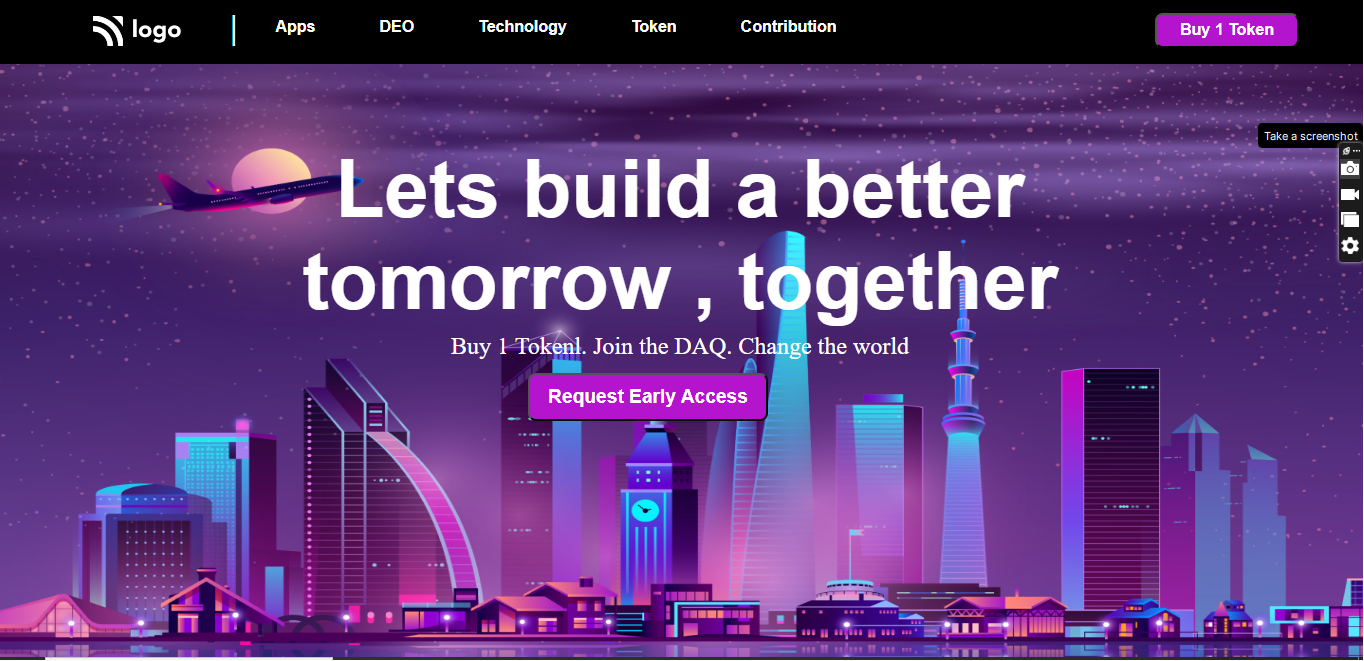 logo
Apps
DEO
Technology
Token
Contribution
Buy 1 Token
Take a screenshot
Lets build a better
tomorrow , together
Buy 1 Tokenl. Join the DAQ. Change the world
Request Early Access